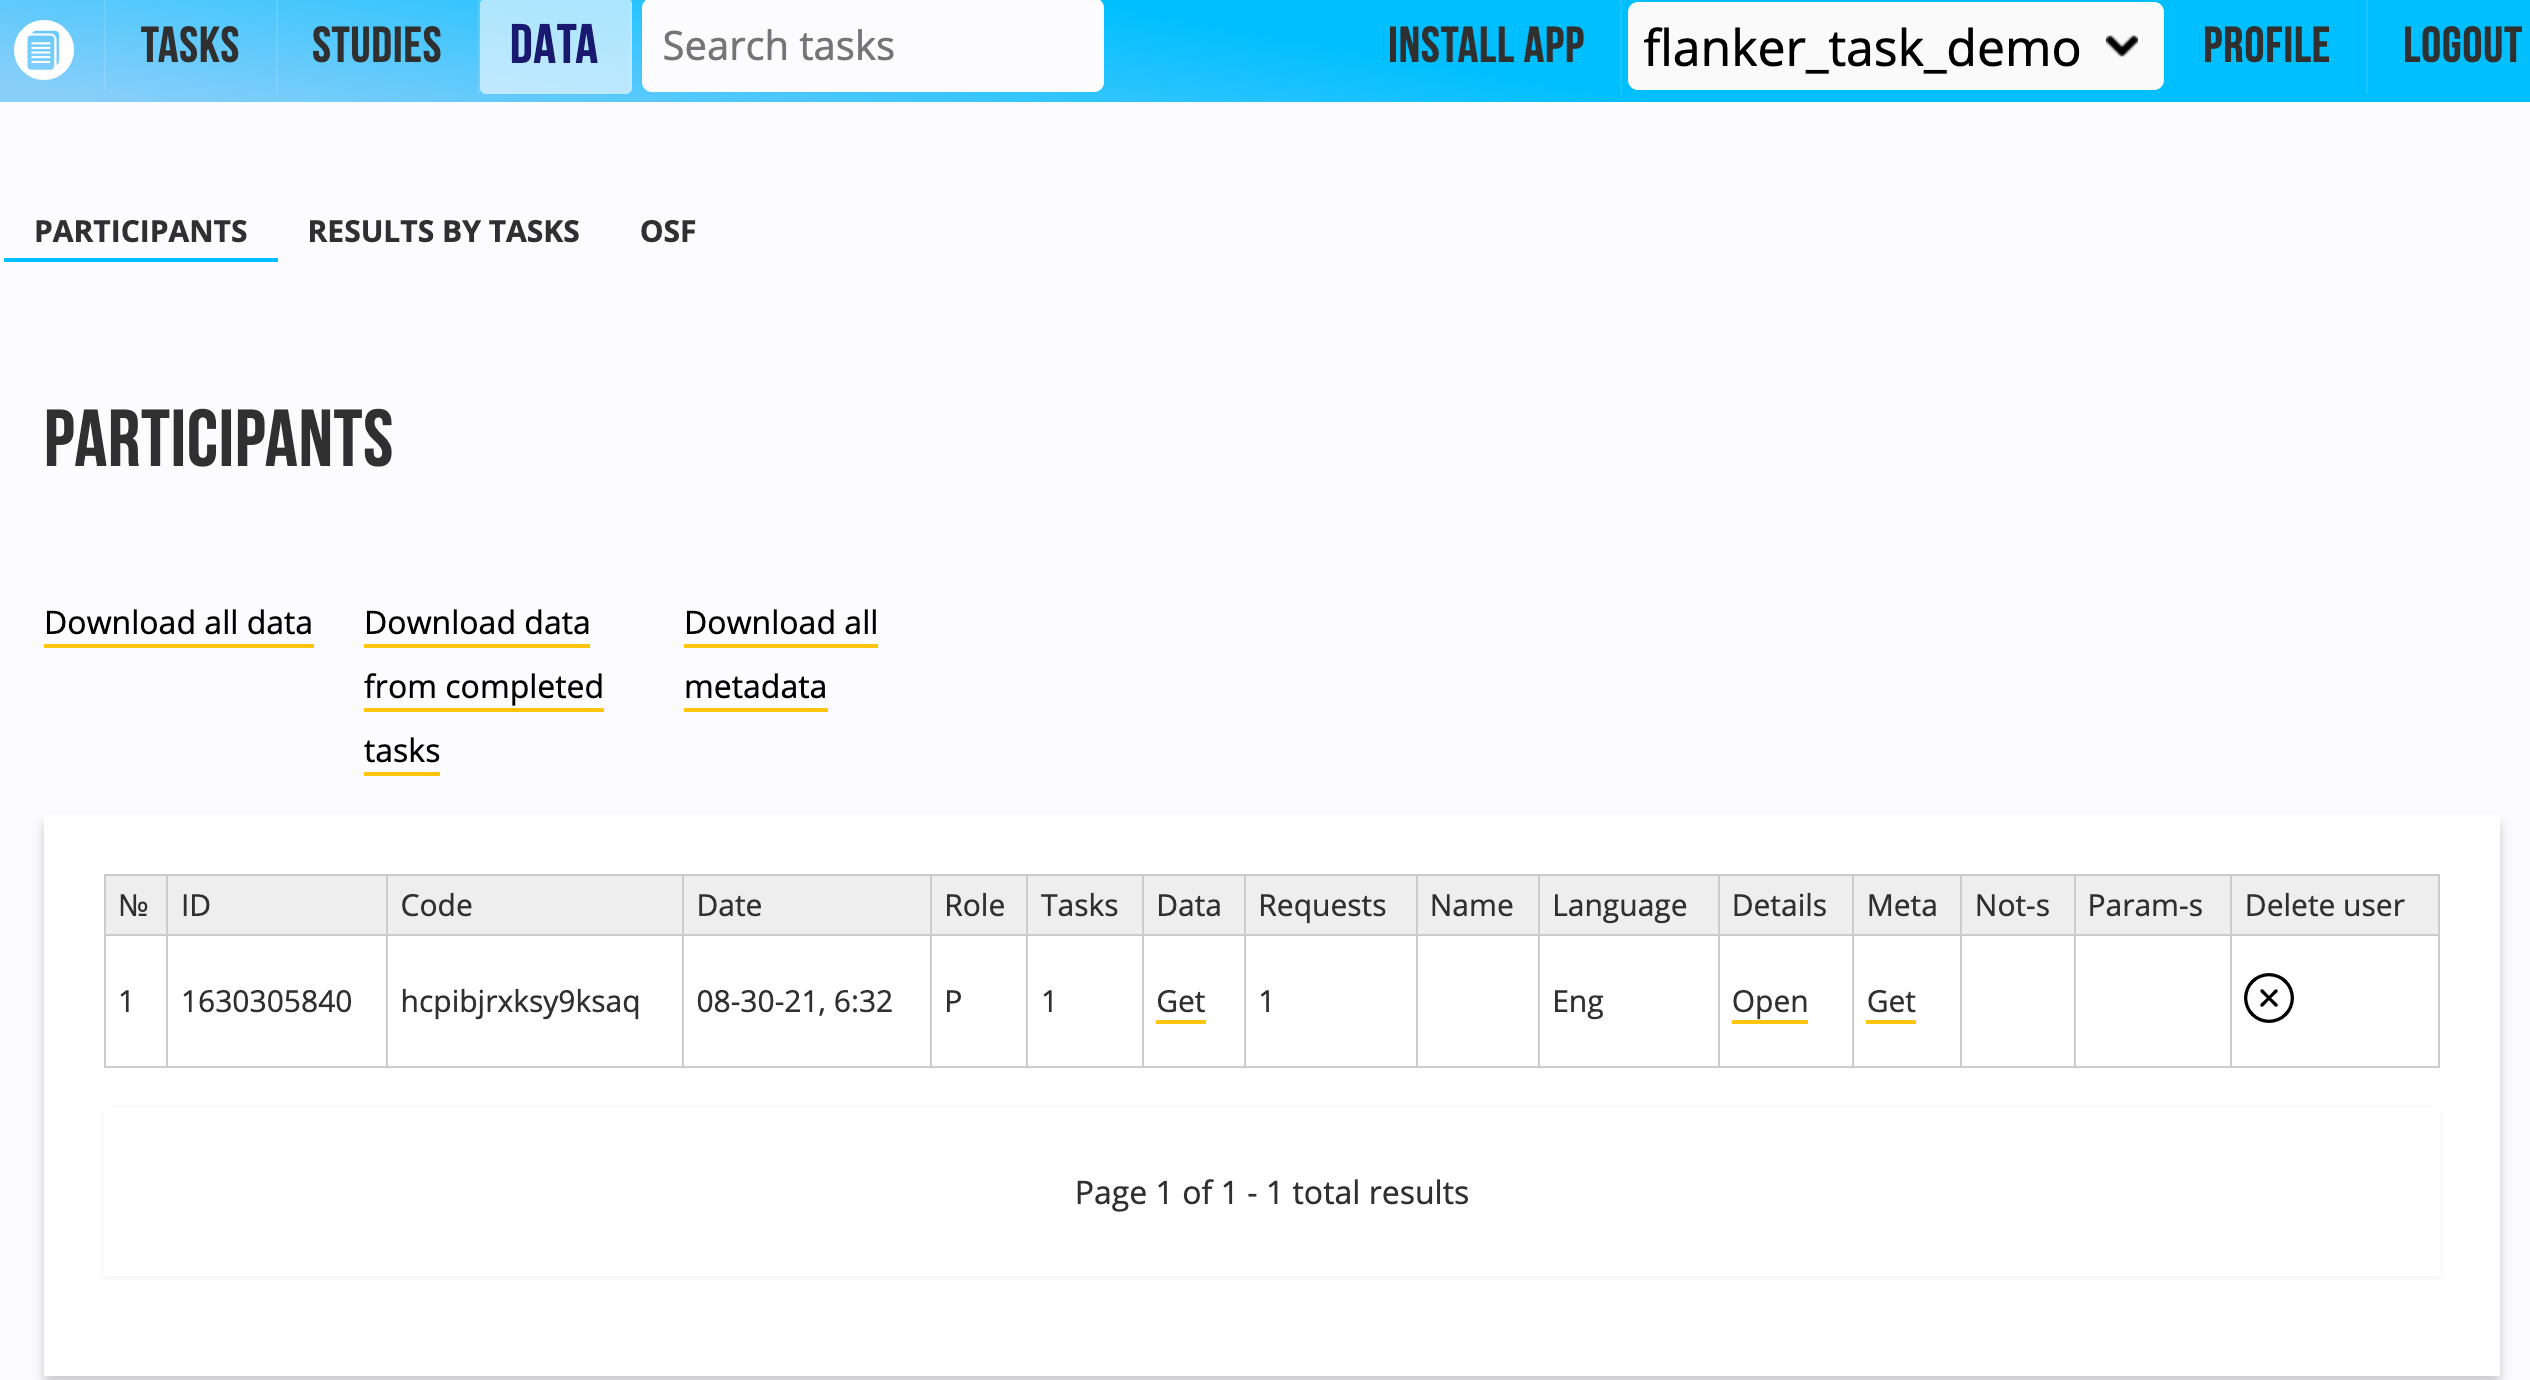 TASKS STUDIES DATA Search tasks INSTALL APP flanker_task_demo PROFILE LOGOUT
PARTICIPANTS RESULTS BY TASKS OSF
PARTICIPANTS
Download all data
Download data
from completed
tasks
Download all
metadata
№ ID Code Date Role Tasks Data Requests Name Language Details Meta Not-s Param-s Delete user
1 1630305840 hcpibjrxksy9ksaq 08-30-21, 6:32 P 1 Get 1 Eng Open Get
Page 1 of 1 - 1 total results